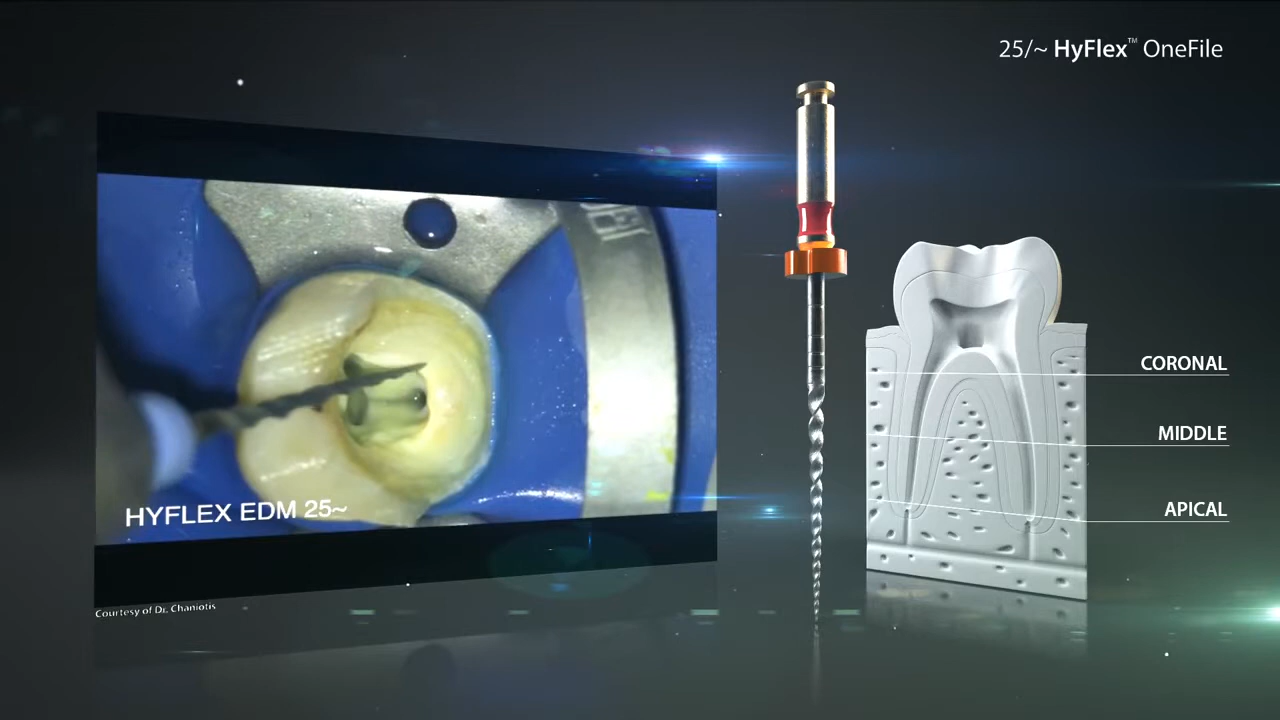 25/~ HyFlex™ OneFile
CORONAL
MIDDLE
APICAL
HYFLEX EDM 25~
Courtesy of Dr. Chaniotis